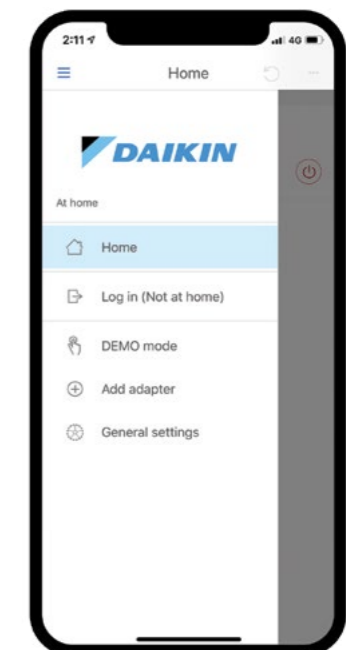 2:11
4G
Home
DAIKIN
At home
Home
Log in (Not at home)
DEMO mode
Add adapter
General settings